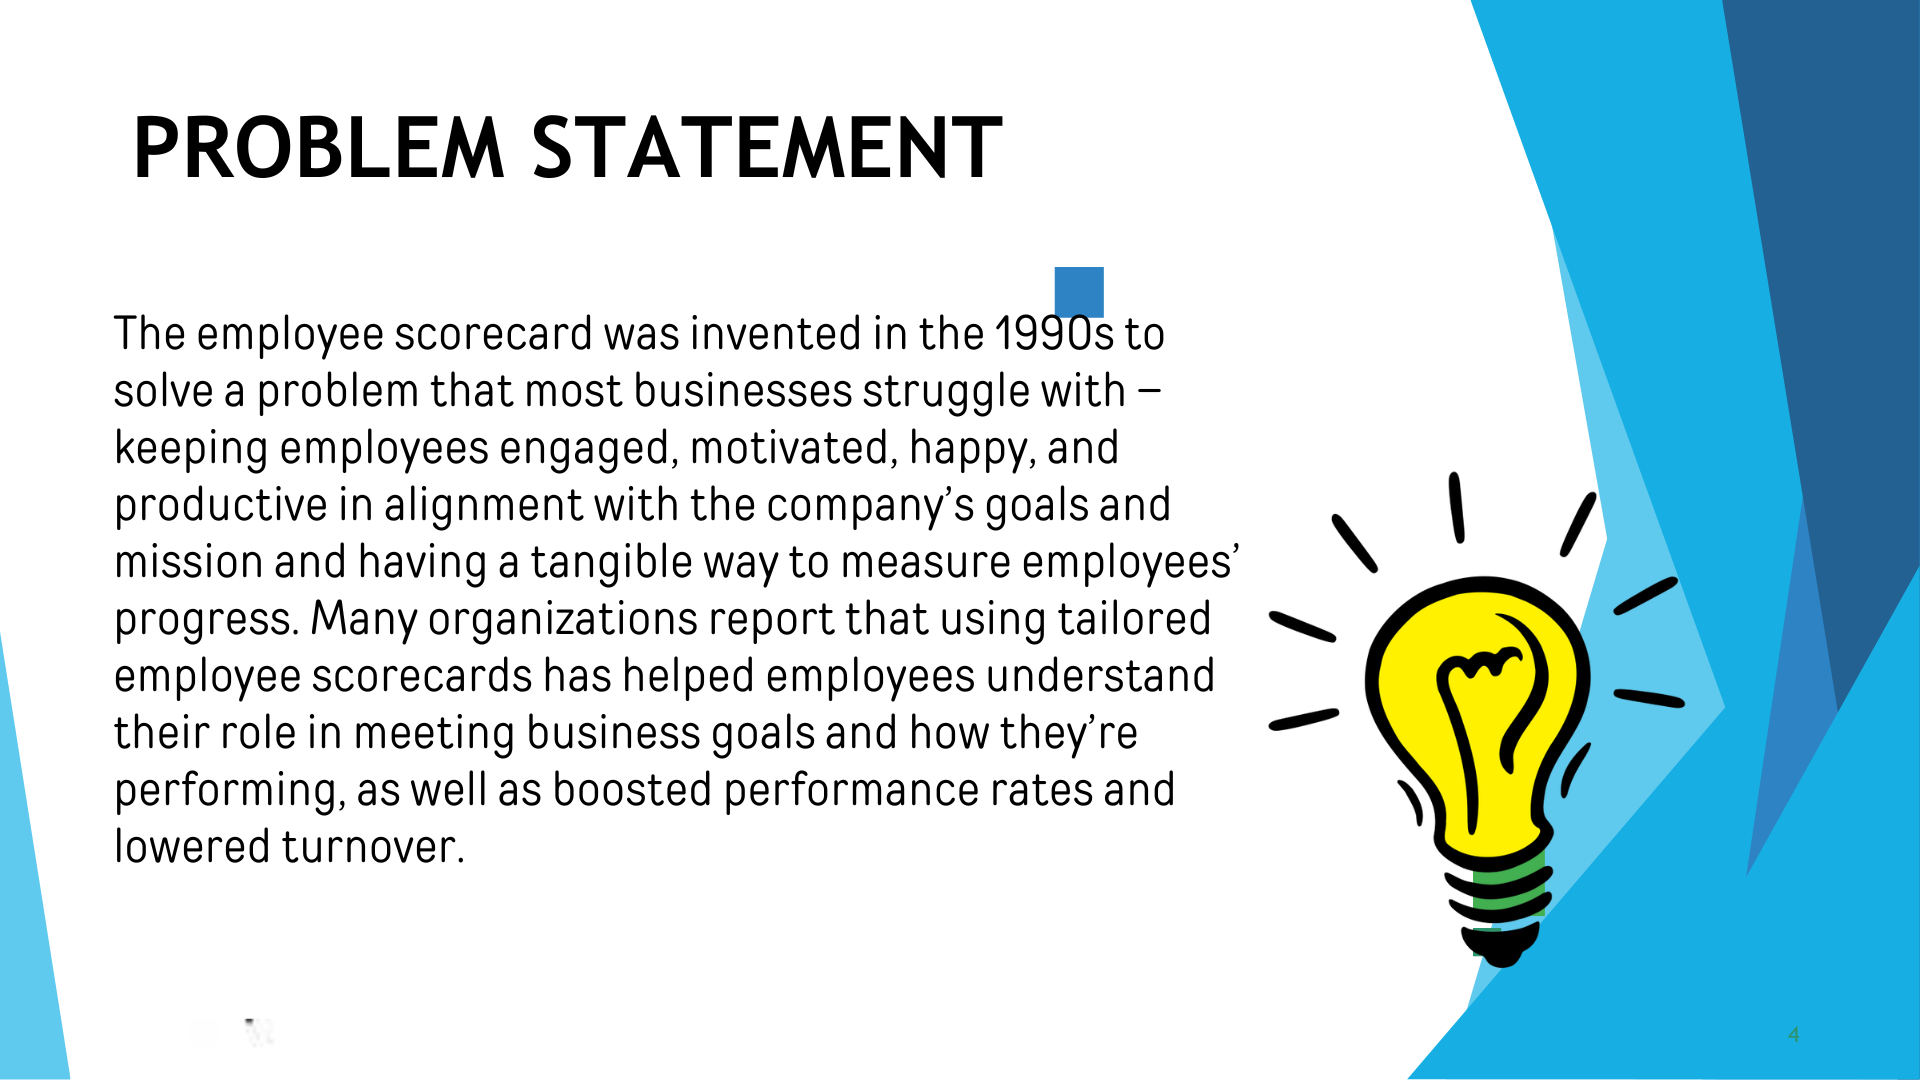 PROBLEM STATEMENT
The employee scorecard was invented in the 1990s to
solve a problem that most businesses struggle with –
keeping employees engaged, motivated, happy, and
productive in alignment with the company’s goals and
mission and having a tangible way to measure employees’
progress. Many organizations report that using tailored
employee scorecards has helped employees understand
their role in meeting business goals and how they’re
performing, as well as boosted performance rates and
lowered turnover.
4